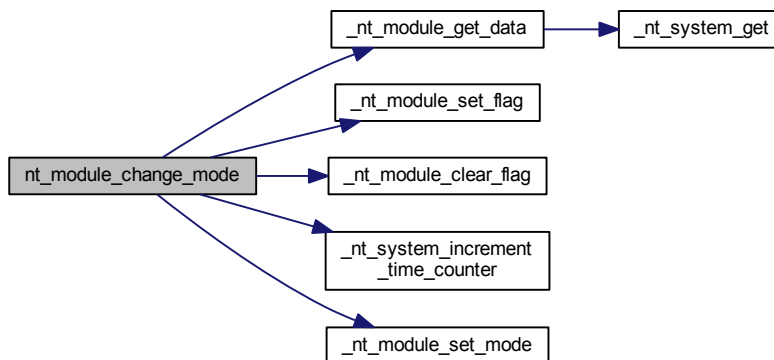 _nt_module_get_data
_nt_system_get
_nt_module_set_flag
nt_module_change_mode
_nt_module_clear_flag
_nt_system_increment
_time_counter
_nt_module_set_mode